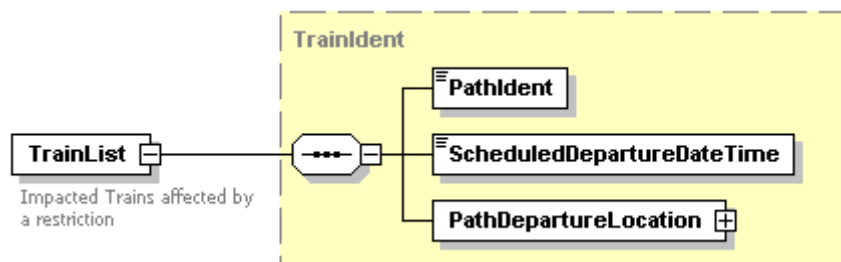 TrainIdent
PathIdent
TrainList
ScheduledDepartureDateTime
Impacted Trains affected by
a restriction
PathDepartureLocation